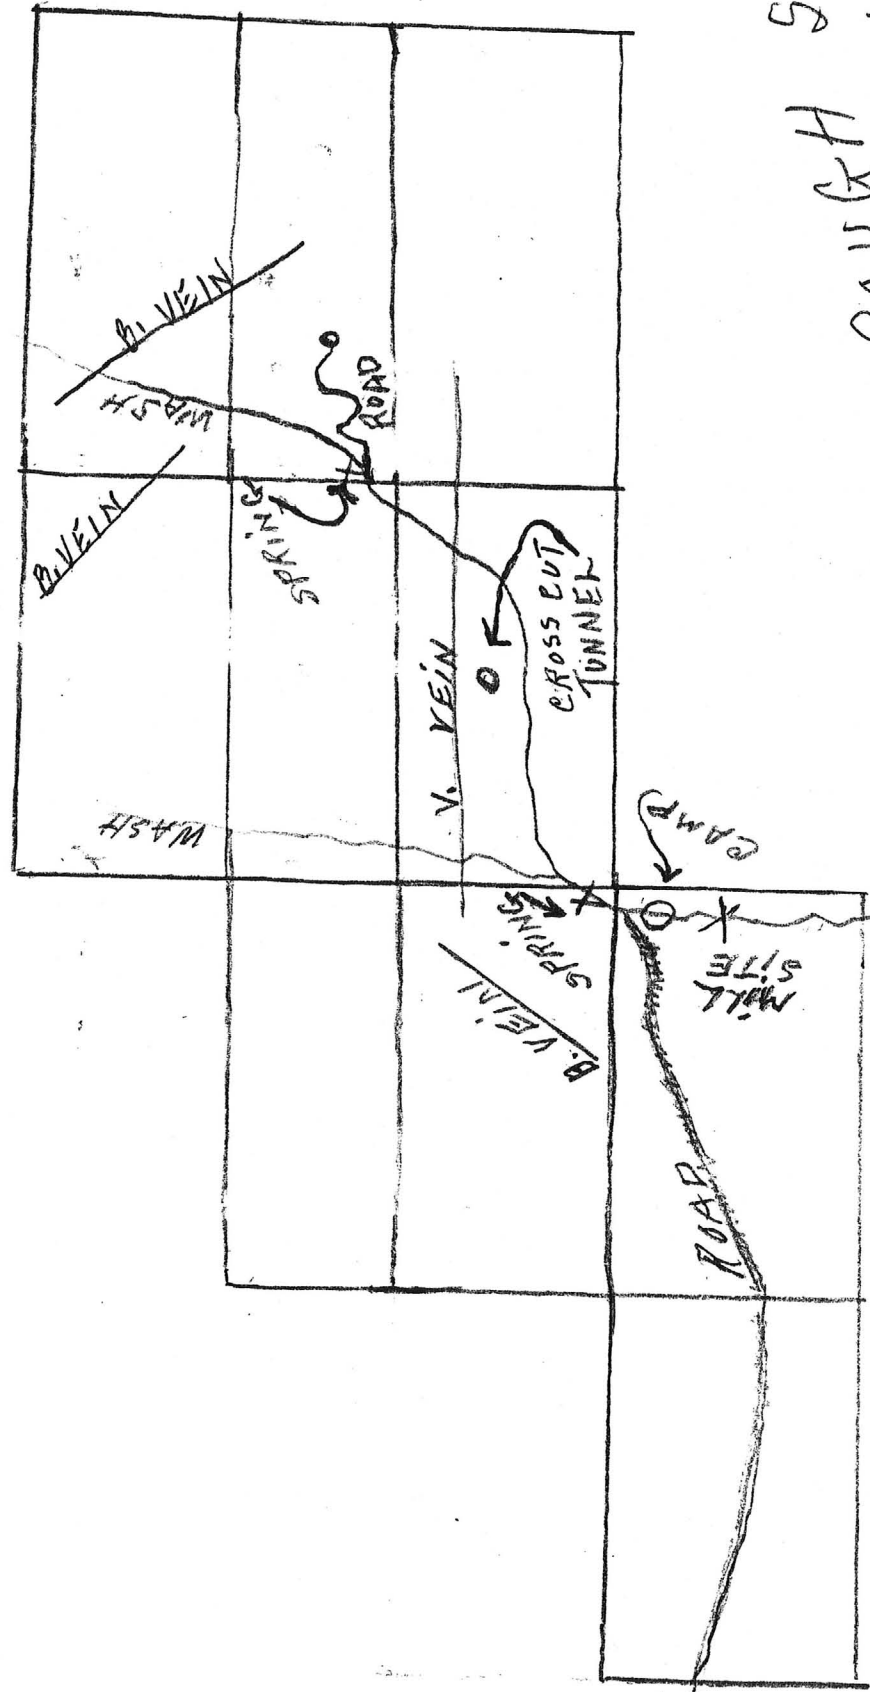 B. VEIN
WASH
ROAD
B. VEIN
SPRING
V. VEIN
CROSS CUT
TUNNEL
WASH
CAMP
SPRING
MILL
SITE
B. VEIN
ROAD